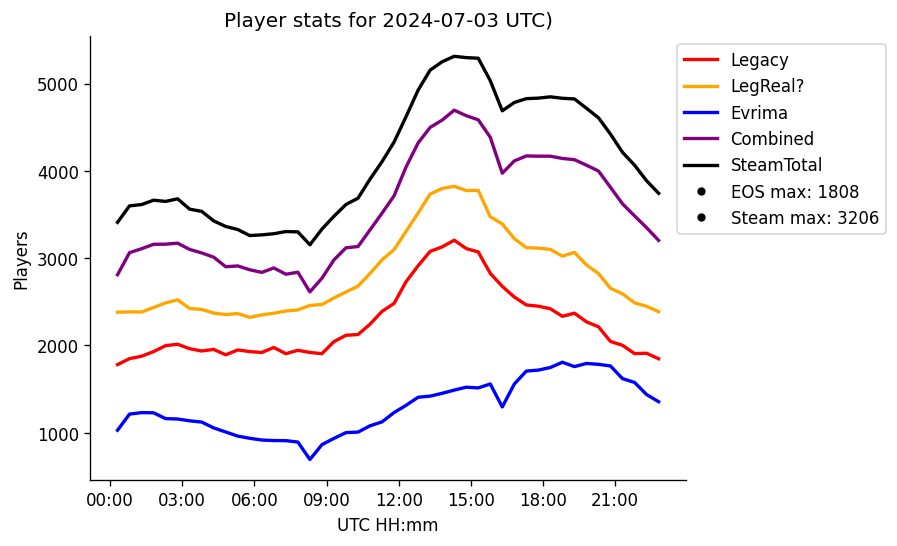 Player stats for 2024-07-03 UTC)
Legacy
LegReal?
Evrima
Combined
SteamTotal
EOS max: 1808
Steam max: 3206
Players
5000
4000
3000
2000
1000
00:00 03:00 06:00 09:00 12:00 15:00 18:00 21:00
UTC HH:mm